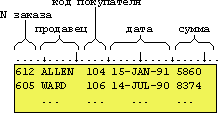 код покупателя
N заказа
продавец дата сумма
612 ALLEN 104 15-JAN-91 5860
605 WARD 106 14-JUL-90 8374
... ... ... ...